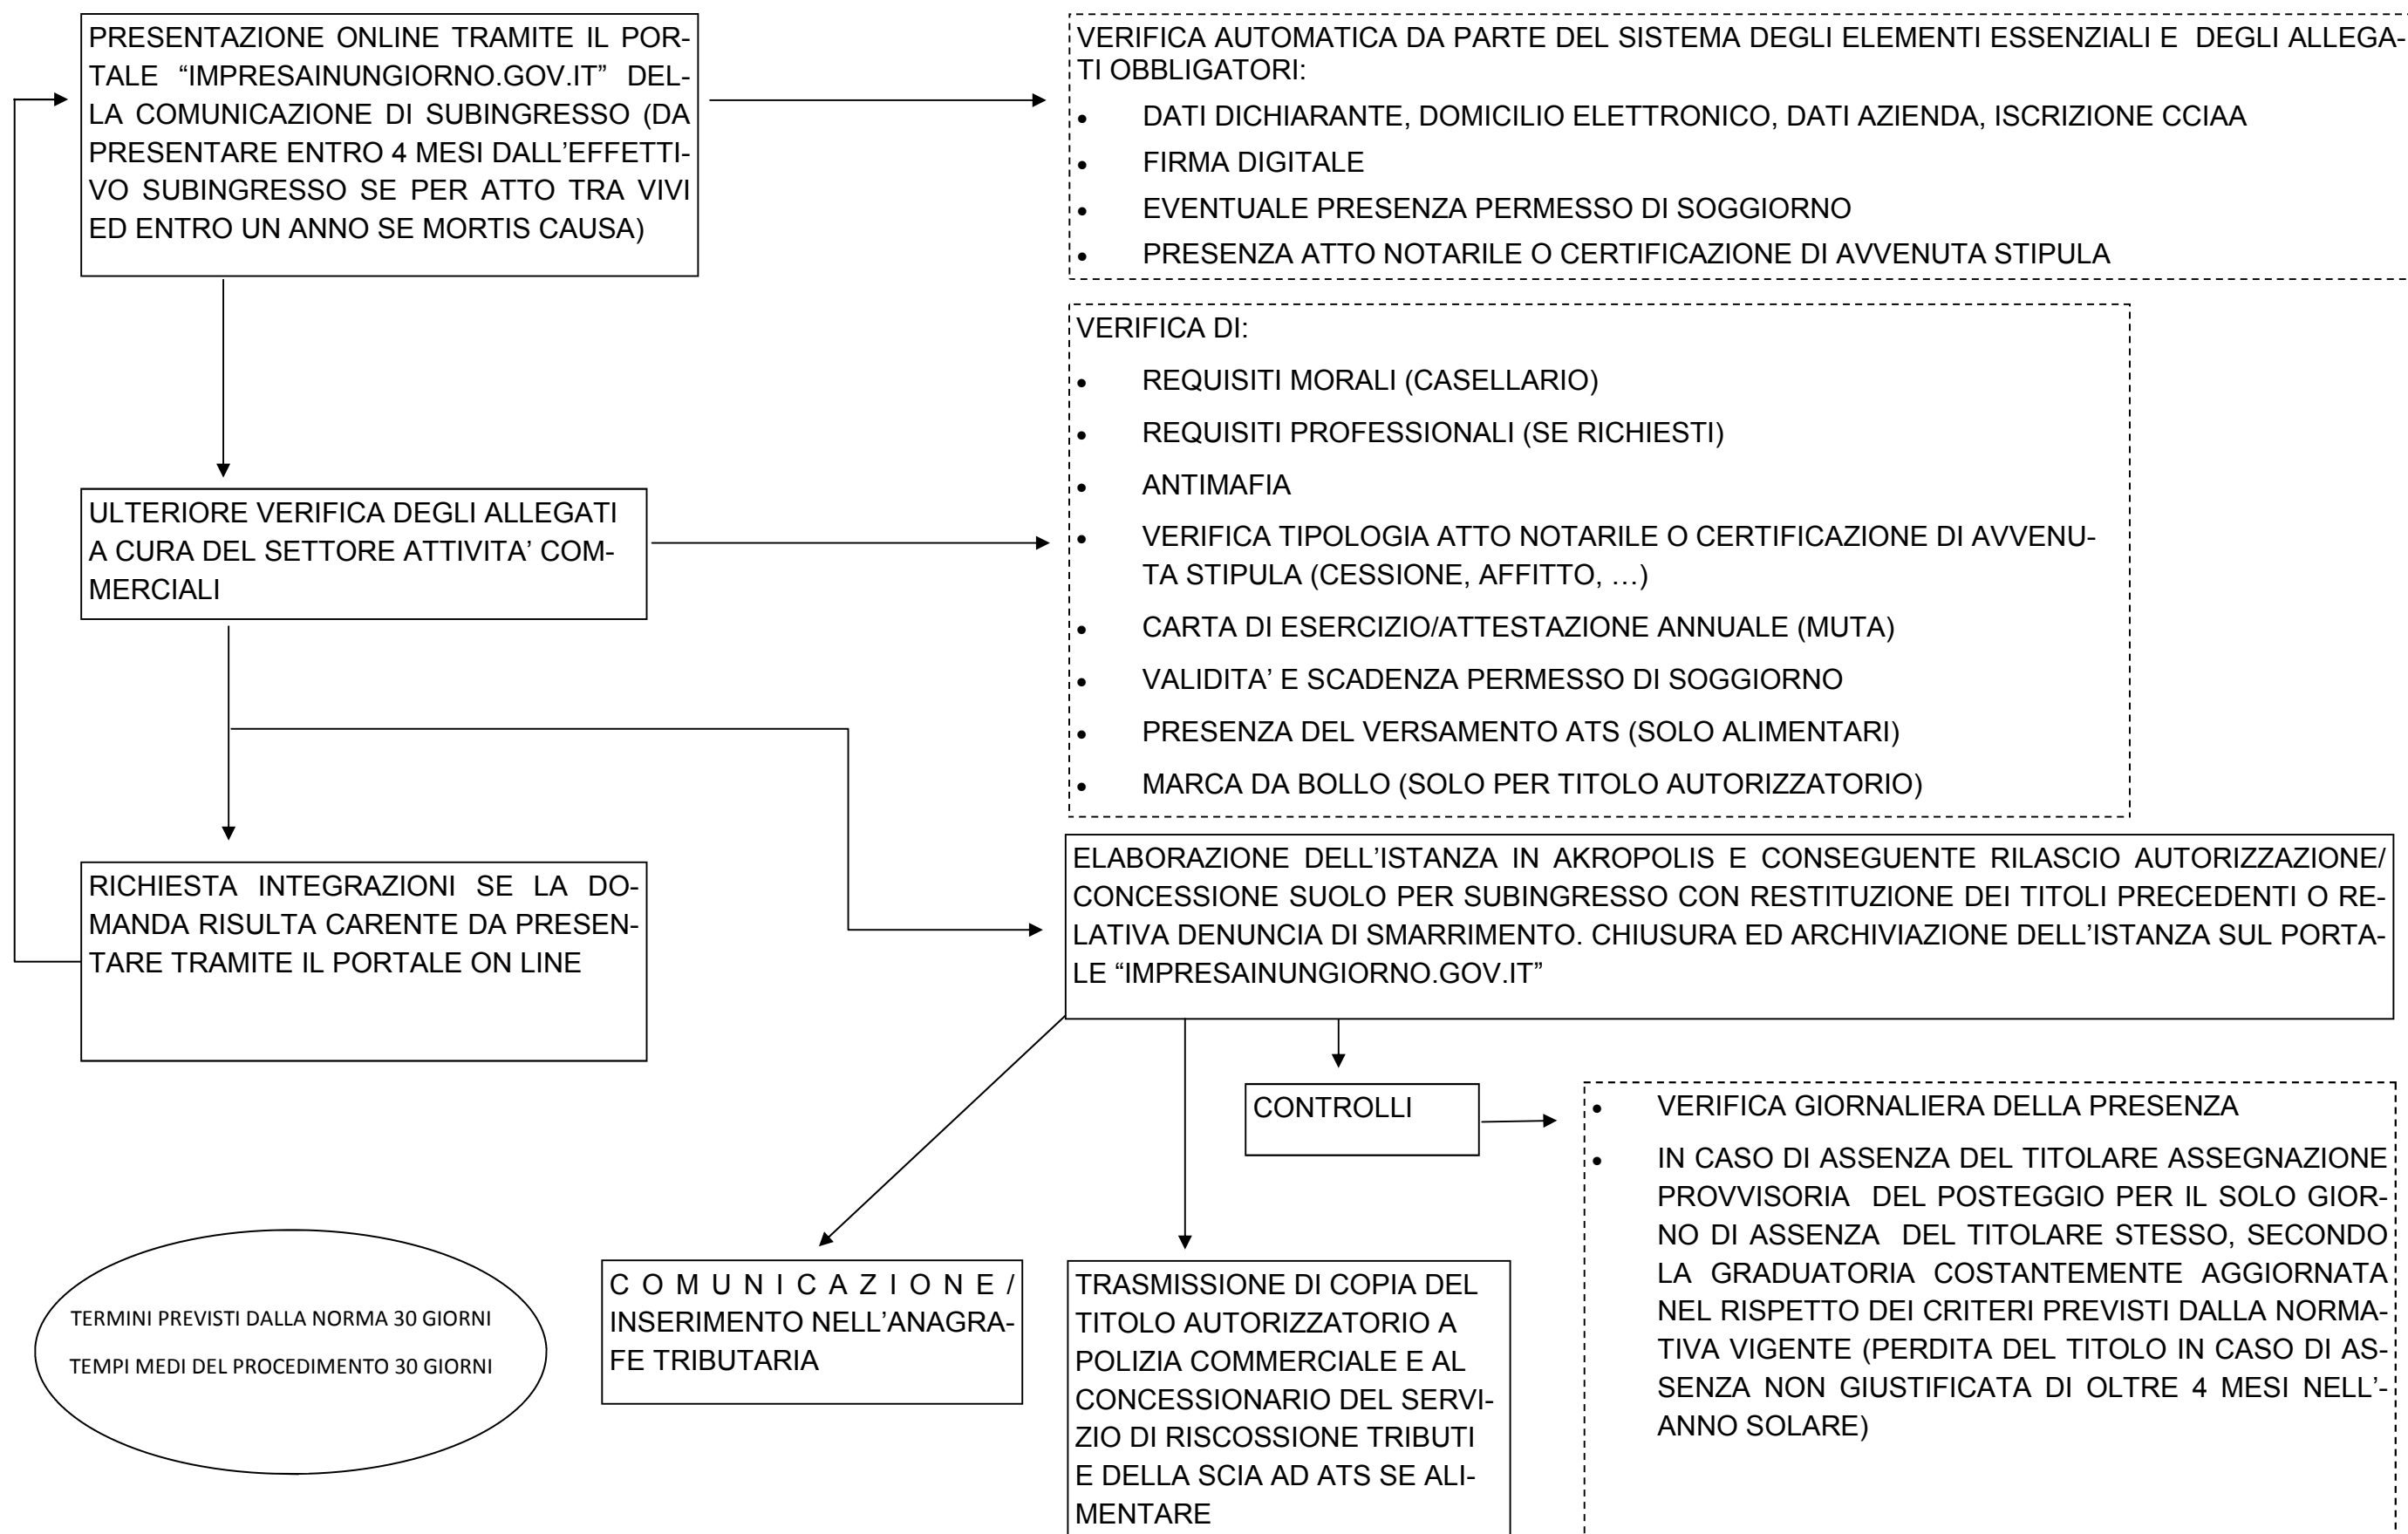 PRESENTAZIONE ONLINE TRAMITE IL POR-
TALE “IMPRESAINUNGIORNO.GOV.IT” DEL-
LA COMUNICAZIONE DI SUBINGRESSO (DA
PRESENTARE ENTRO 4 MESI DALL’EFFETTI-
VO SUBINGRESSO SE PER ATTO TRA VIVI
ED ENTRO UN ANNO SE MORTIS CAUSA)
VERIFICA AUTOMATICA DA PARTE DEL SISTEMA DEGLI ELEMENTI ESSENZIALI E DEGLI ALLEGA-
TI OBBLIGATORI:
• DATI DICHIARANTE, DOMICILIO ELETTRONICO, DATI AZIENDA, ISCRIZIONE CCIAA
• FIRMA DIGITALE
• EVENTUALE PRESENZA PERMESSO DI SOGGIORNO
• PRESENZA ATTO NOTARILE O CERTIFICAZIONE DI AVVENUTA STIPULA
ULTERIORE VERIFICA DEGLI ALLEGATI
A CURA DEL SETTORE ATTIVITA’ COM-
MERCIALI
VERIFICA DI:
• REQUISITI MORALI (CASELLARIO)
• REQUISITI PROFESSIONALI (SE RICHIESTI)
• ANTIMAFIA
• VERIFICA TIPOLOGIA ATTO NOTARILE O CERTIFICAZIONE DI AVVENU-
TA STIPULA (CESSIONE, AFFITTO, …)
• CARTA DI ESERCIZIO/ATTESTAZIONE ANNUALE (MUTA)
• VALIDITA’ E SCADENZA PERMESSO DI SOGGIORNO
• PRESENZA DEL VERSAMENTO ATS (SOLO ALIMENTARI)
• MARCA DA BOLLO (SOLO PER TITOLO AUTORIZZATORIO)
RICHIESTA INTEGRAZIONI SE LA DO-
MANDA RISULTA CARENTE DA PRESEN-
TARE TRAMITE IL PORTALE ON LINE
ELABORAZIONE DELL’ISTANZA IN AKROPOLIS E CONSEGUENTE RILASCIO AUTORIZZAZIONE/
CONCESSIONE SUOLO PER SUBINGRESSO CON RESTITUZIONE DEI TITOLI PRECEDENTI O RE-
LATIVA DENUNCIA DI SMARRIMENTO. CHIUSURA ED ARCHIVIAZIONE DELL’ISTANZA SUL PORTA-
LE “IMPRESAINUNGIORNO.GOV.IT”
CONTROLLI
• VERIFICA GIORNALIERA DELLA PRESENZA
• IN CASO DI ASSENZA DEL TITOLARE ASSEGNAZIONE
PROVVISORIA DEL POSTEGGIO PER IL SOLO GIOR-
NO DI ASSENZA DEL TITOLARE STESSO, SECONDO
LA GRADUATORIA COSTANTEMENTE AGGIORNATA
NEL RISPETTO DEI CRITERI PREVISTI DALLA NORMA-
TIVA VIGENTE (PERDITA DEL TITOLO IN CASO DI AS-
SENZA NON GIUSTIFICATA DI OLTRE 4 MESI NELL’-
ANNO SOLARE)
TERMINI PREVISTI DALLA NORMA 30 GIORNI
TEMPI MEDI DEL PROCEDIMENTO 30 GIORNI
C O M U N I C A Z I O N E /
INSERIMENTO NELL’ANAGRA-
FE TRIBUTARIA
TRASMISSIONE DI COPIA DEL
TITOLO AUTORIZZATORIO A
POLIZIA COMMERCIALE E AL
CONCESSIONARIO DEL SERVI-
ZIO DI RISCOSSIONE TRIBUTI
E DELLA SCIA AD ATS SE ALI-
MENTARE